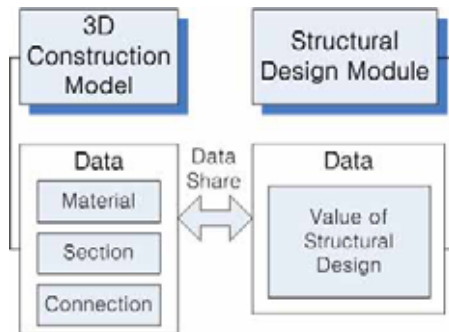 3D
Construction
Model
Structural
Design Module
Data
Material
Section
Connection
Data
Share
Data
Value of
Structural
Design